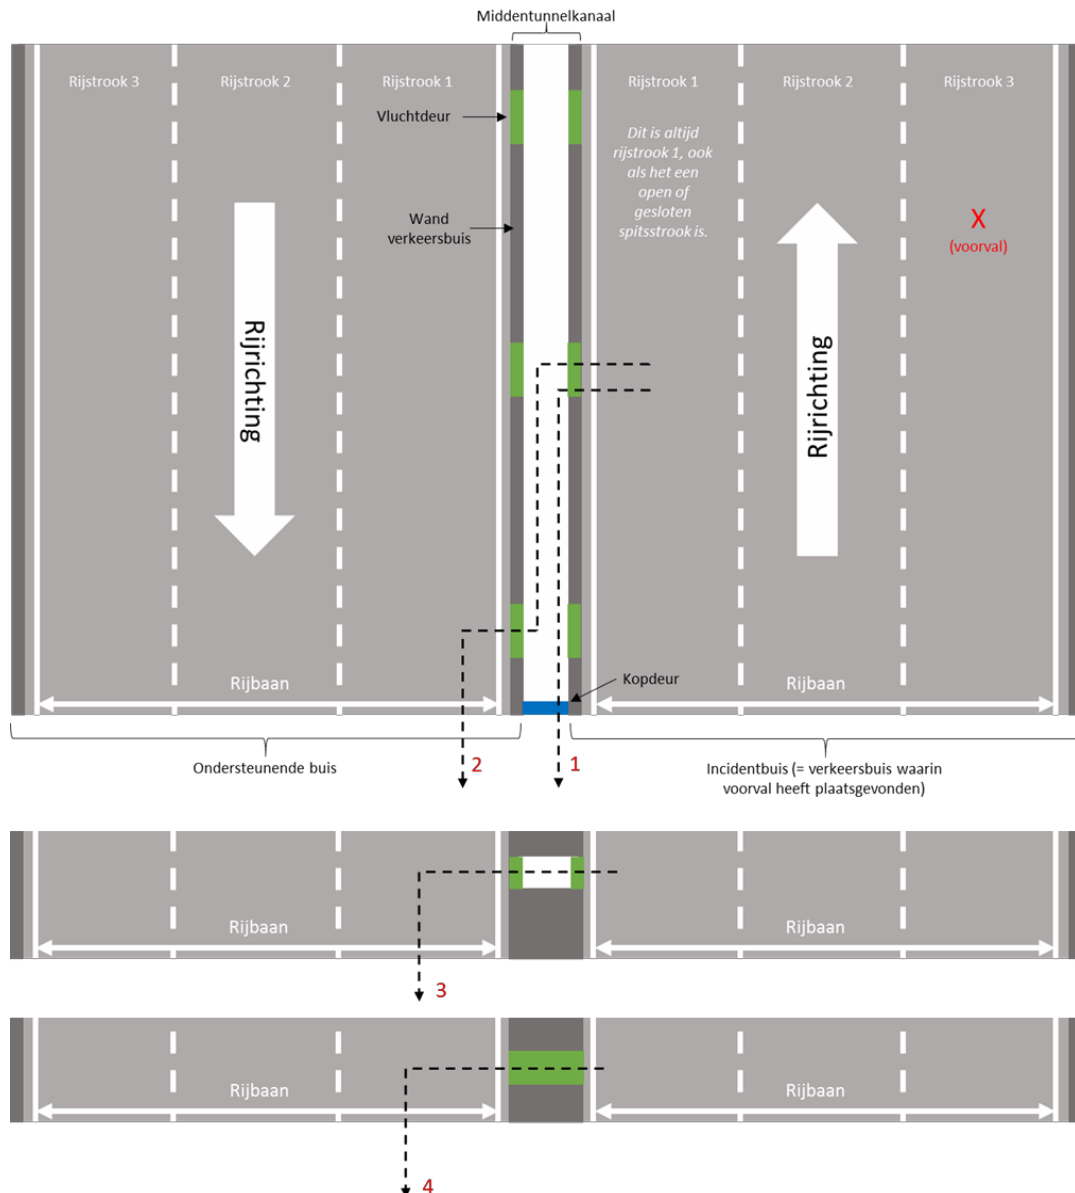 Middentunnelkanaal
Rijstrook 3
Rijstrook 2
Rijstrook 1
Rijstrook 1
Rijstrook 2
Rijstrook 3
Vluchtdeur
Dit is altijd
rijstrook 1, ook
als het een
open of
gesloten
spitsstrook is.
Wand
verkeersbuis
X
(voorval)
Rijrichting
Rijrichting
Kopdeur
Rijbaan
Rijbaan
Ondersteunende buis
2
1
Incidentbuis (= verkeersbuis waarin
voorval heeft plaatsgevonden)
Rijbaan
Rijbaan
3
Rijbaan
Rijbaan
4